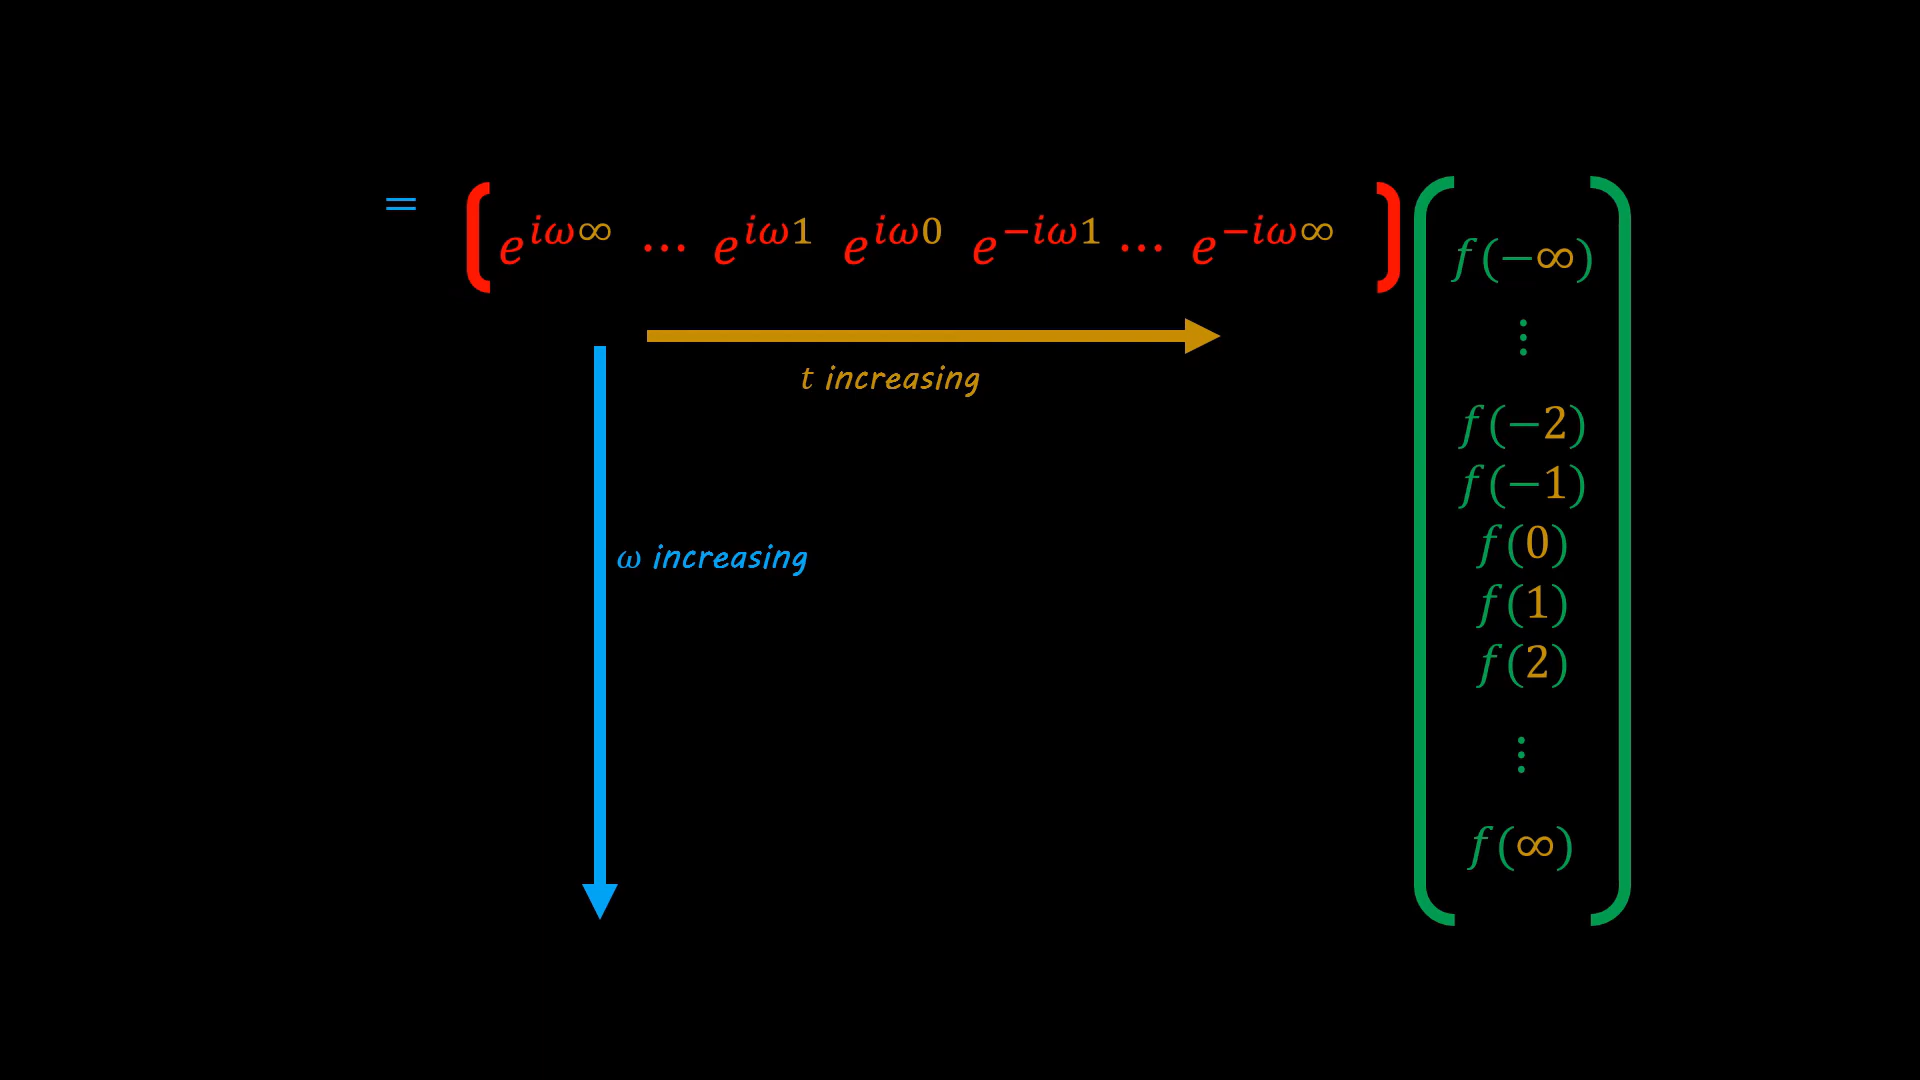 = [ e^{iω∞} ⋯ e^{iω1} e^{iω0} e^{−iω1} ⋯ e^{−iω∞} ]
t increasing
ω increasing
f(−∞)
⋮
f(−2)
f(−1)
f(0)
f(1)
f(2)
⋮
f(∞)